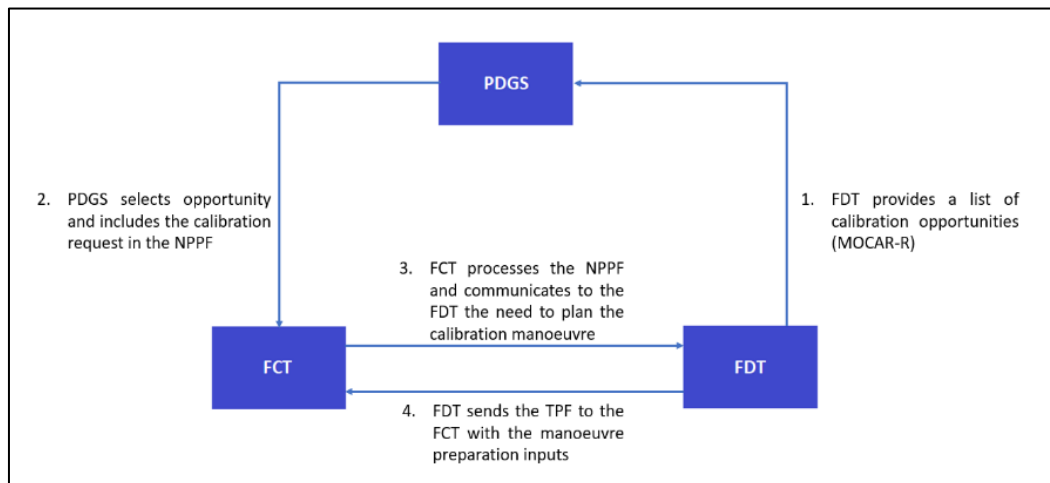 PDGS
2. PDGS selects opportunity
and includes the calibration
request in the NPPF
1. FDT provides a list of
calibration opportunities
(MOCAR-R)
3. FCT processes the NPPF
and communicates to the
FDT the need to plan the
calibration manoeuvre
FCT
FDT
4. FDT sends the TPF to the
FCT with the manoeuvre
preparation inputs